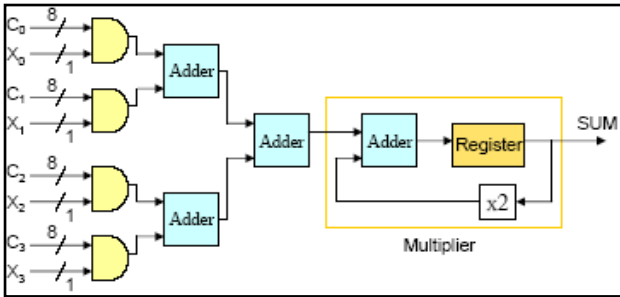 C0 8
X0 1
Adder
C1 8
X1 1
Adder
Adder
Register
SUM
x2
Multiplier
C2 8
X2 1
Adder
C3 8
X3 1